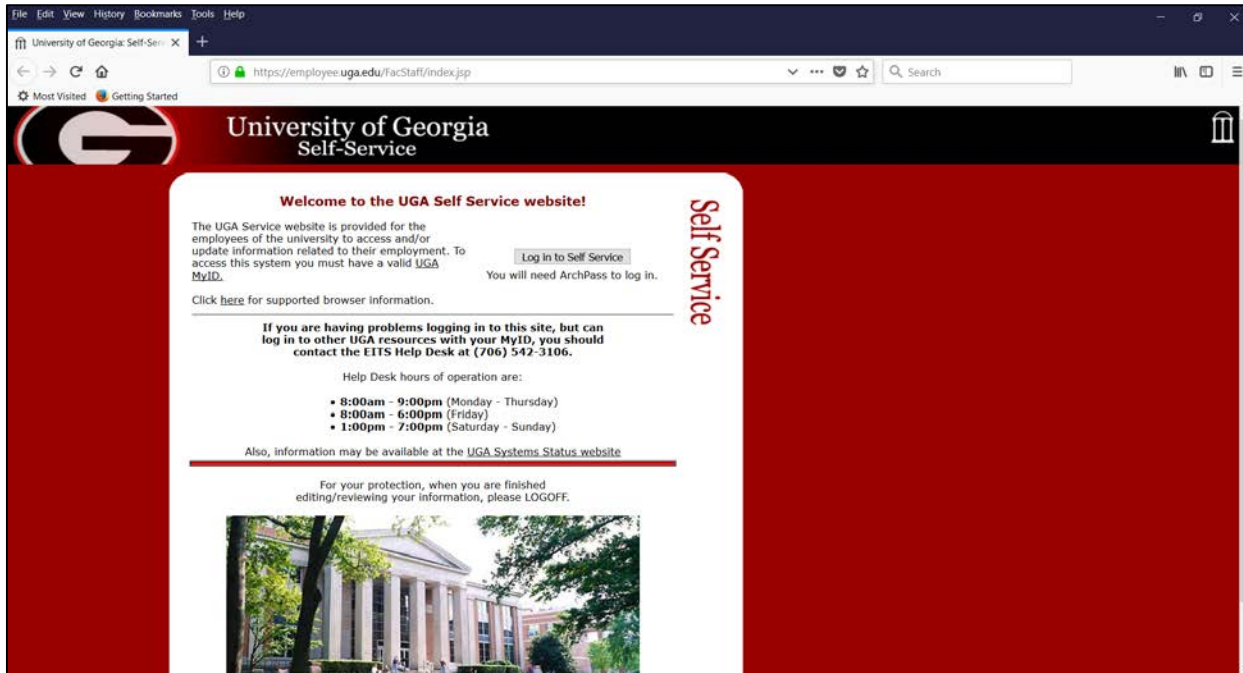 File Edit View History Bookmarks Tools Help
University of Georgia: Self-Serv
https://employee.uga.edu/FacStaff/index.jsp
Search
Most Visited Getting Started
G
University of Georgia
Self-Service
Welcome to the UGA Self Service website!
The UGA Service website is provided for the
employees of the university to access and/or
update information related to their employment. To
access this system you must have a valid UGA
MyID.
Log in to Self Service
You will need ArchPass to log in.
Self Service
Click here for supported browser information.
If you are having problems logging in to this site, but can
log in to other UGA resources with your MyID, you should
contact the EITS Help Desk at (706) 542-3106.
Help Desk hours of operation are:
• 8:00am - 9:00pm (Monday - Thursday)
• 8:00am - 6:00pm (Friday)
• 1:00pm - 7:00pm (Saturday - Sunday)
Also, information may be available at the UGA Systems Status website
For your protection, when you are finished
editing/reviewing your information, please LOGOFF.